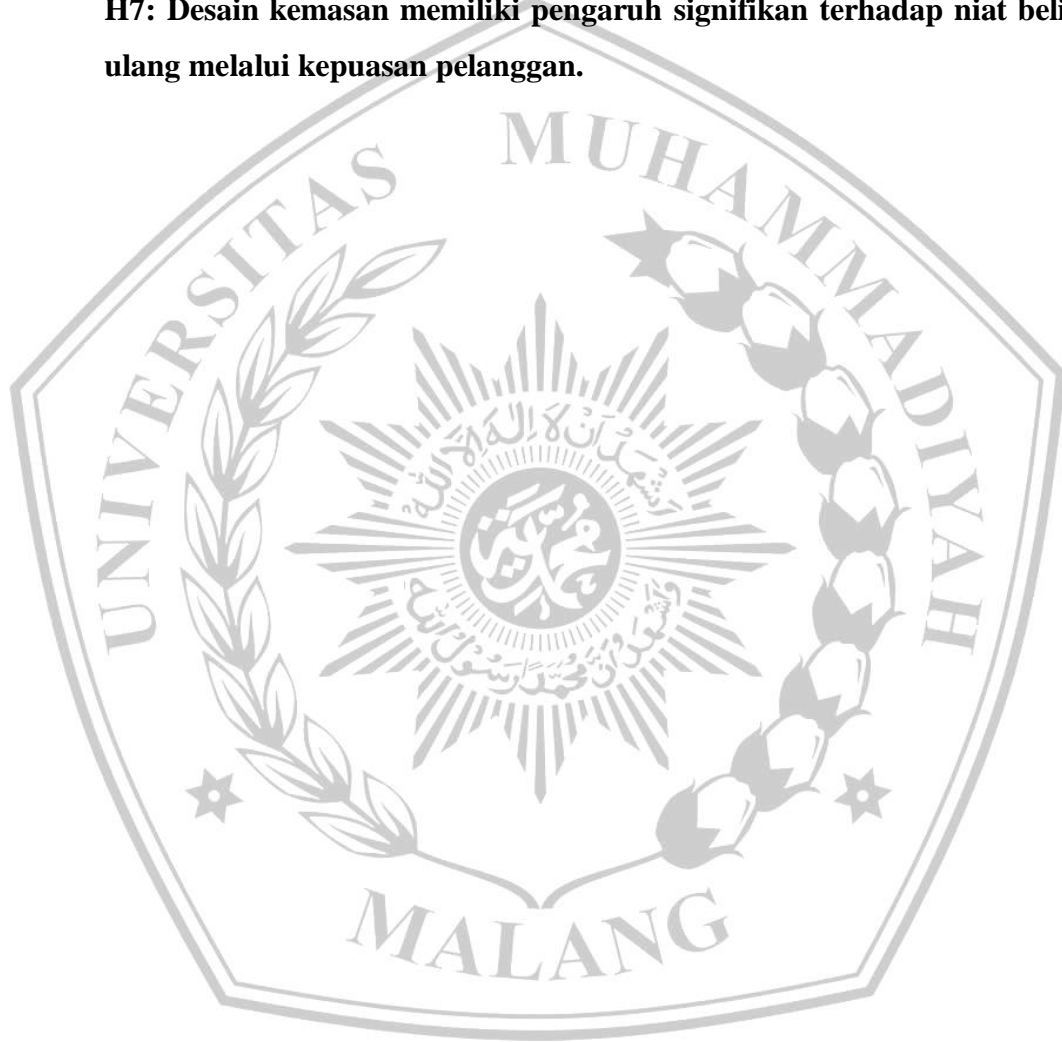 H7: Desain kemasan memiliki pengaruh signifikan terhadap niat beli
ulang melalui kepuasan pelanggan.
UNIVERSITAS MUHAMMADIYAH
MALANG